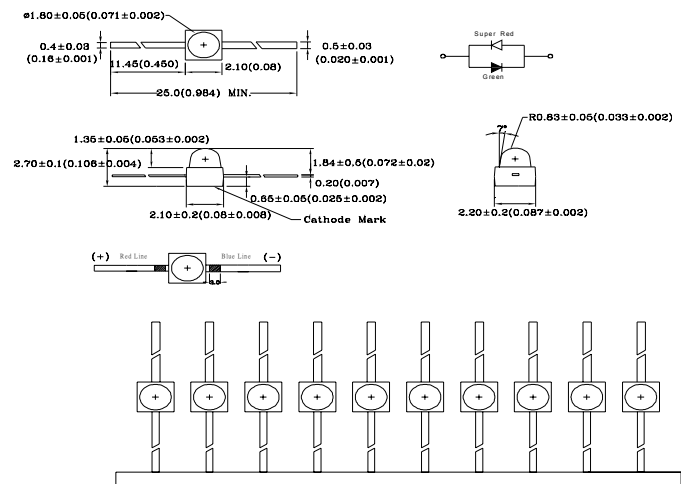 ø1.80±0.05(0.071±0.002)
0.4±0.03
(0.16±0.001)
0.5±0.03
(0.020±0.001)
11.45(0.450)
2.10(0.08)
25.0(0.984) MIN.
Super Red
Green
1.35±0.05(0.053±0.002)
2.70±0.1(0.106±0.004)
1.84±0.5(0.072±0.02)
0.20(0.007)
0.65±0.05(0.025±0.002)
2.10±0.2(0.08±0.008)
Cathode Mark
R0.83±0.05(0.033±0.002)
7°
2.20±0.2(0.087±0.002)
(+) Red Line
Blue Line (-)